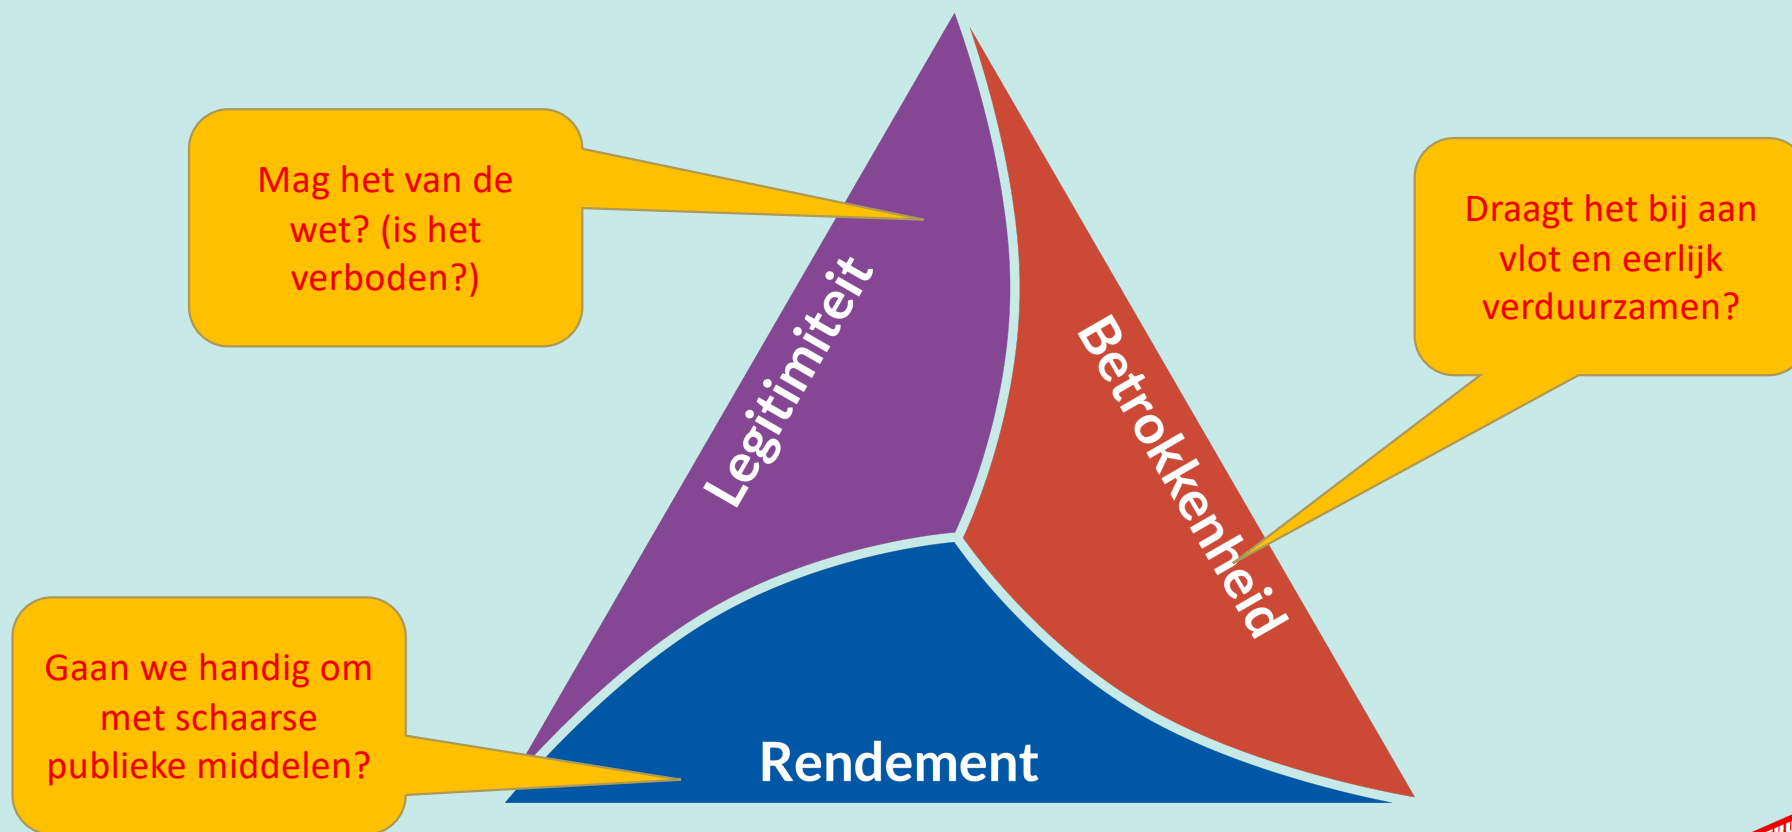 Mag het van de
wet? (is het
verboden?)
Draagt het bij aan
vlot en eerlijk
verduurzamen?
Legitimiteit
Betrokkenheid
Gaan we handig om
met schaarse
publieke middelen?
Rendement